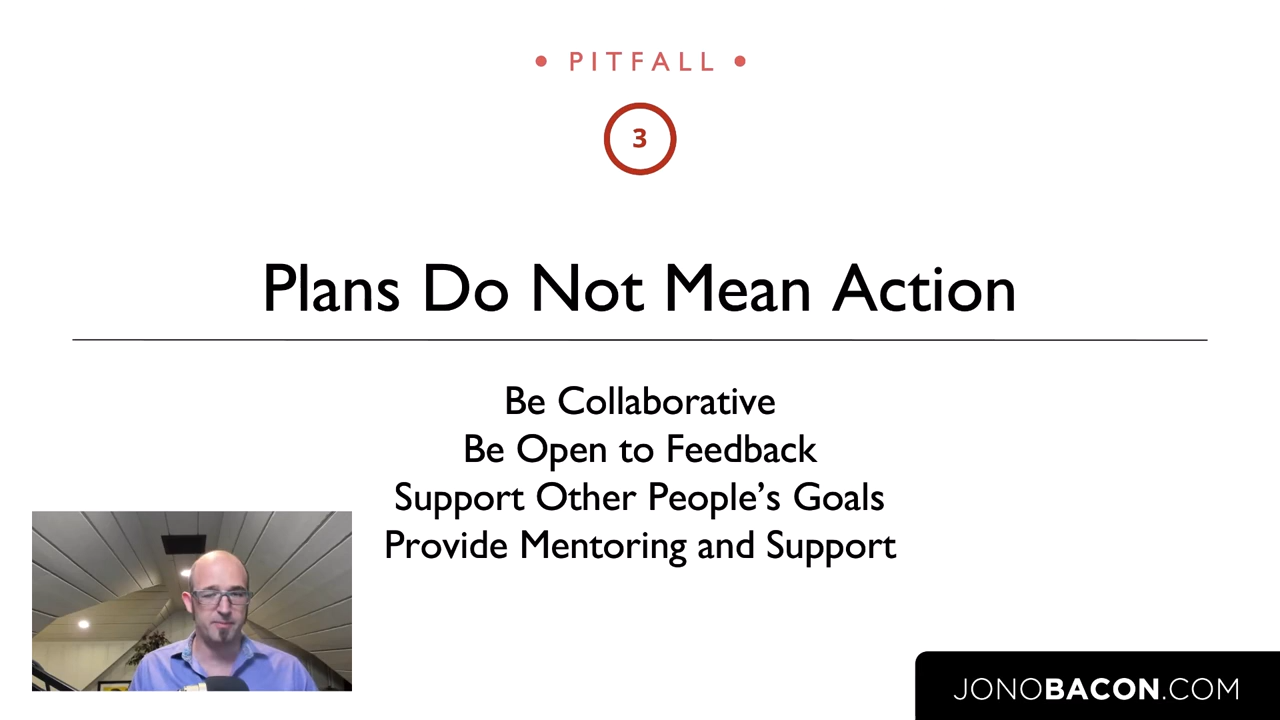 • PITFALL •
3
Plans Do Not Mean Action
Be Collaborative
Be Open to Feedback
Support Other People’s Goals
Provide Mentoring and Support
JONOBACON.COM